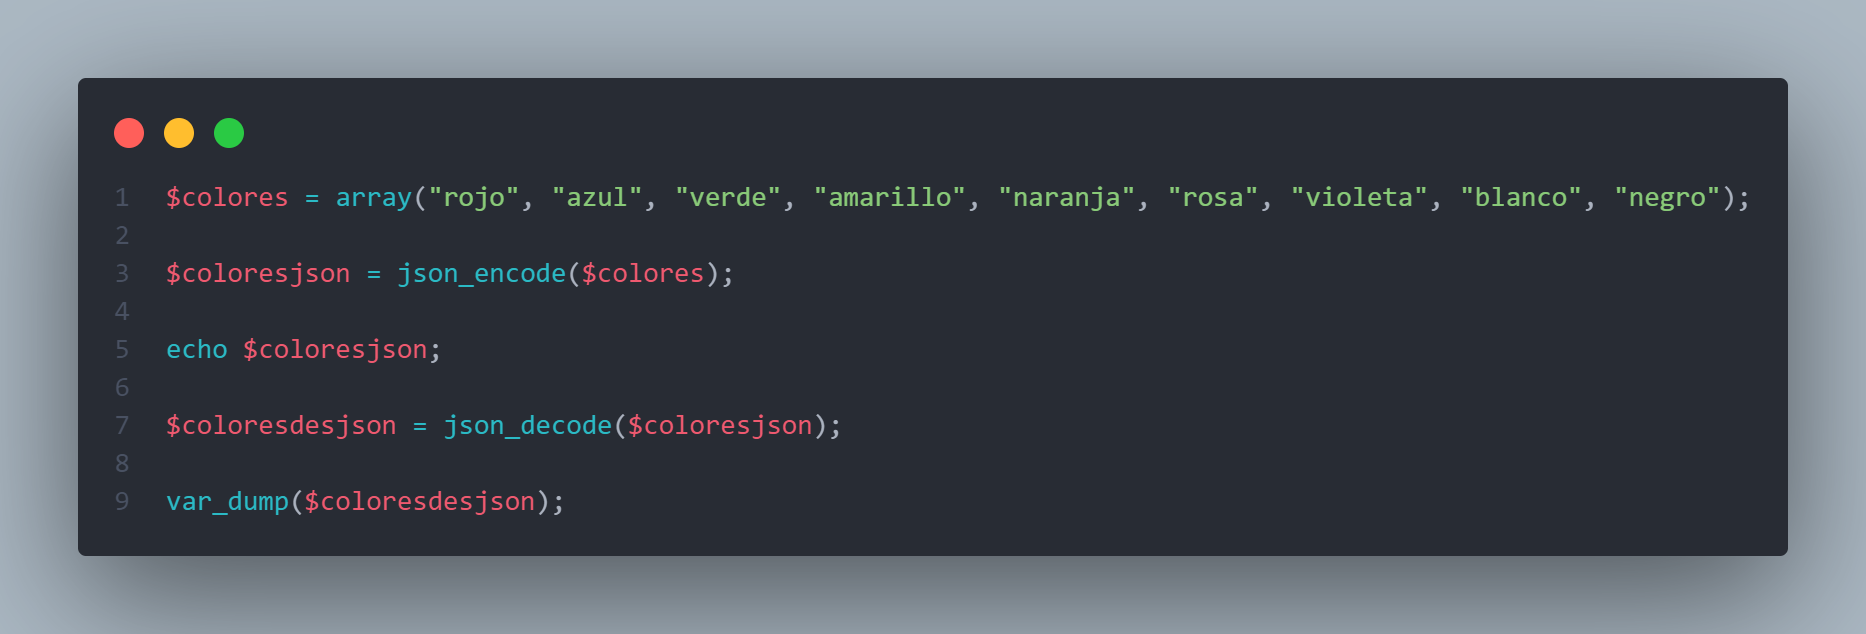 1 $colores = array("rojo", "azul", "verde", "amarillo", "naranja", "rosa", "violeta", "blanco", "negro");
2
3 $coloresjson = json_encode($colores);
4
5 echo $coloresjson;
6
7 $coloresdesjson = json_decode($coloresjson);
8
9 var_dump($coloresdesjson);